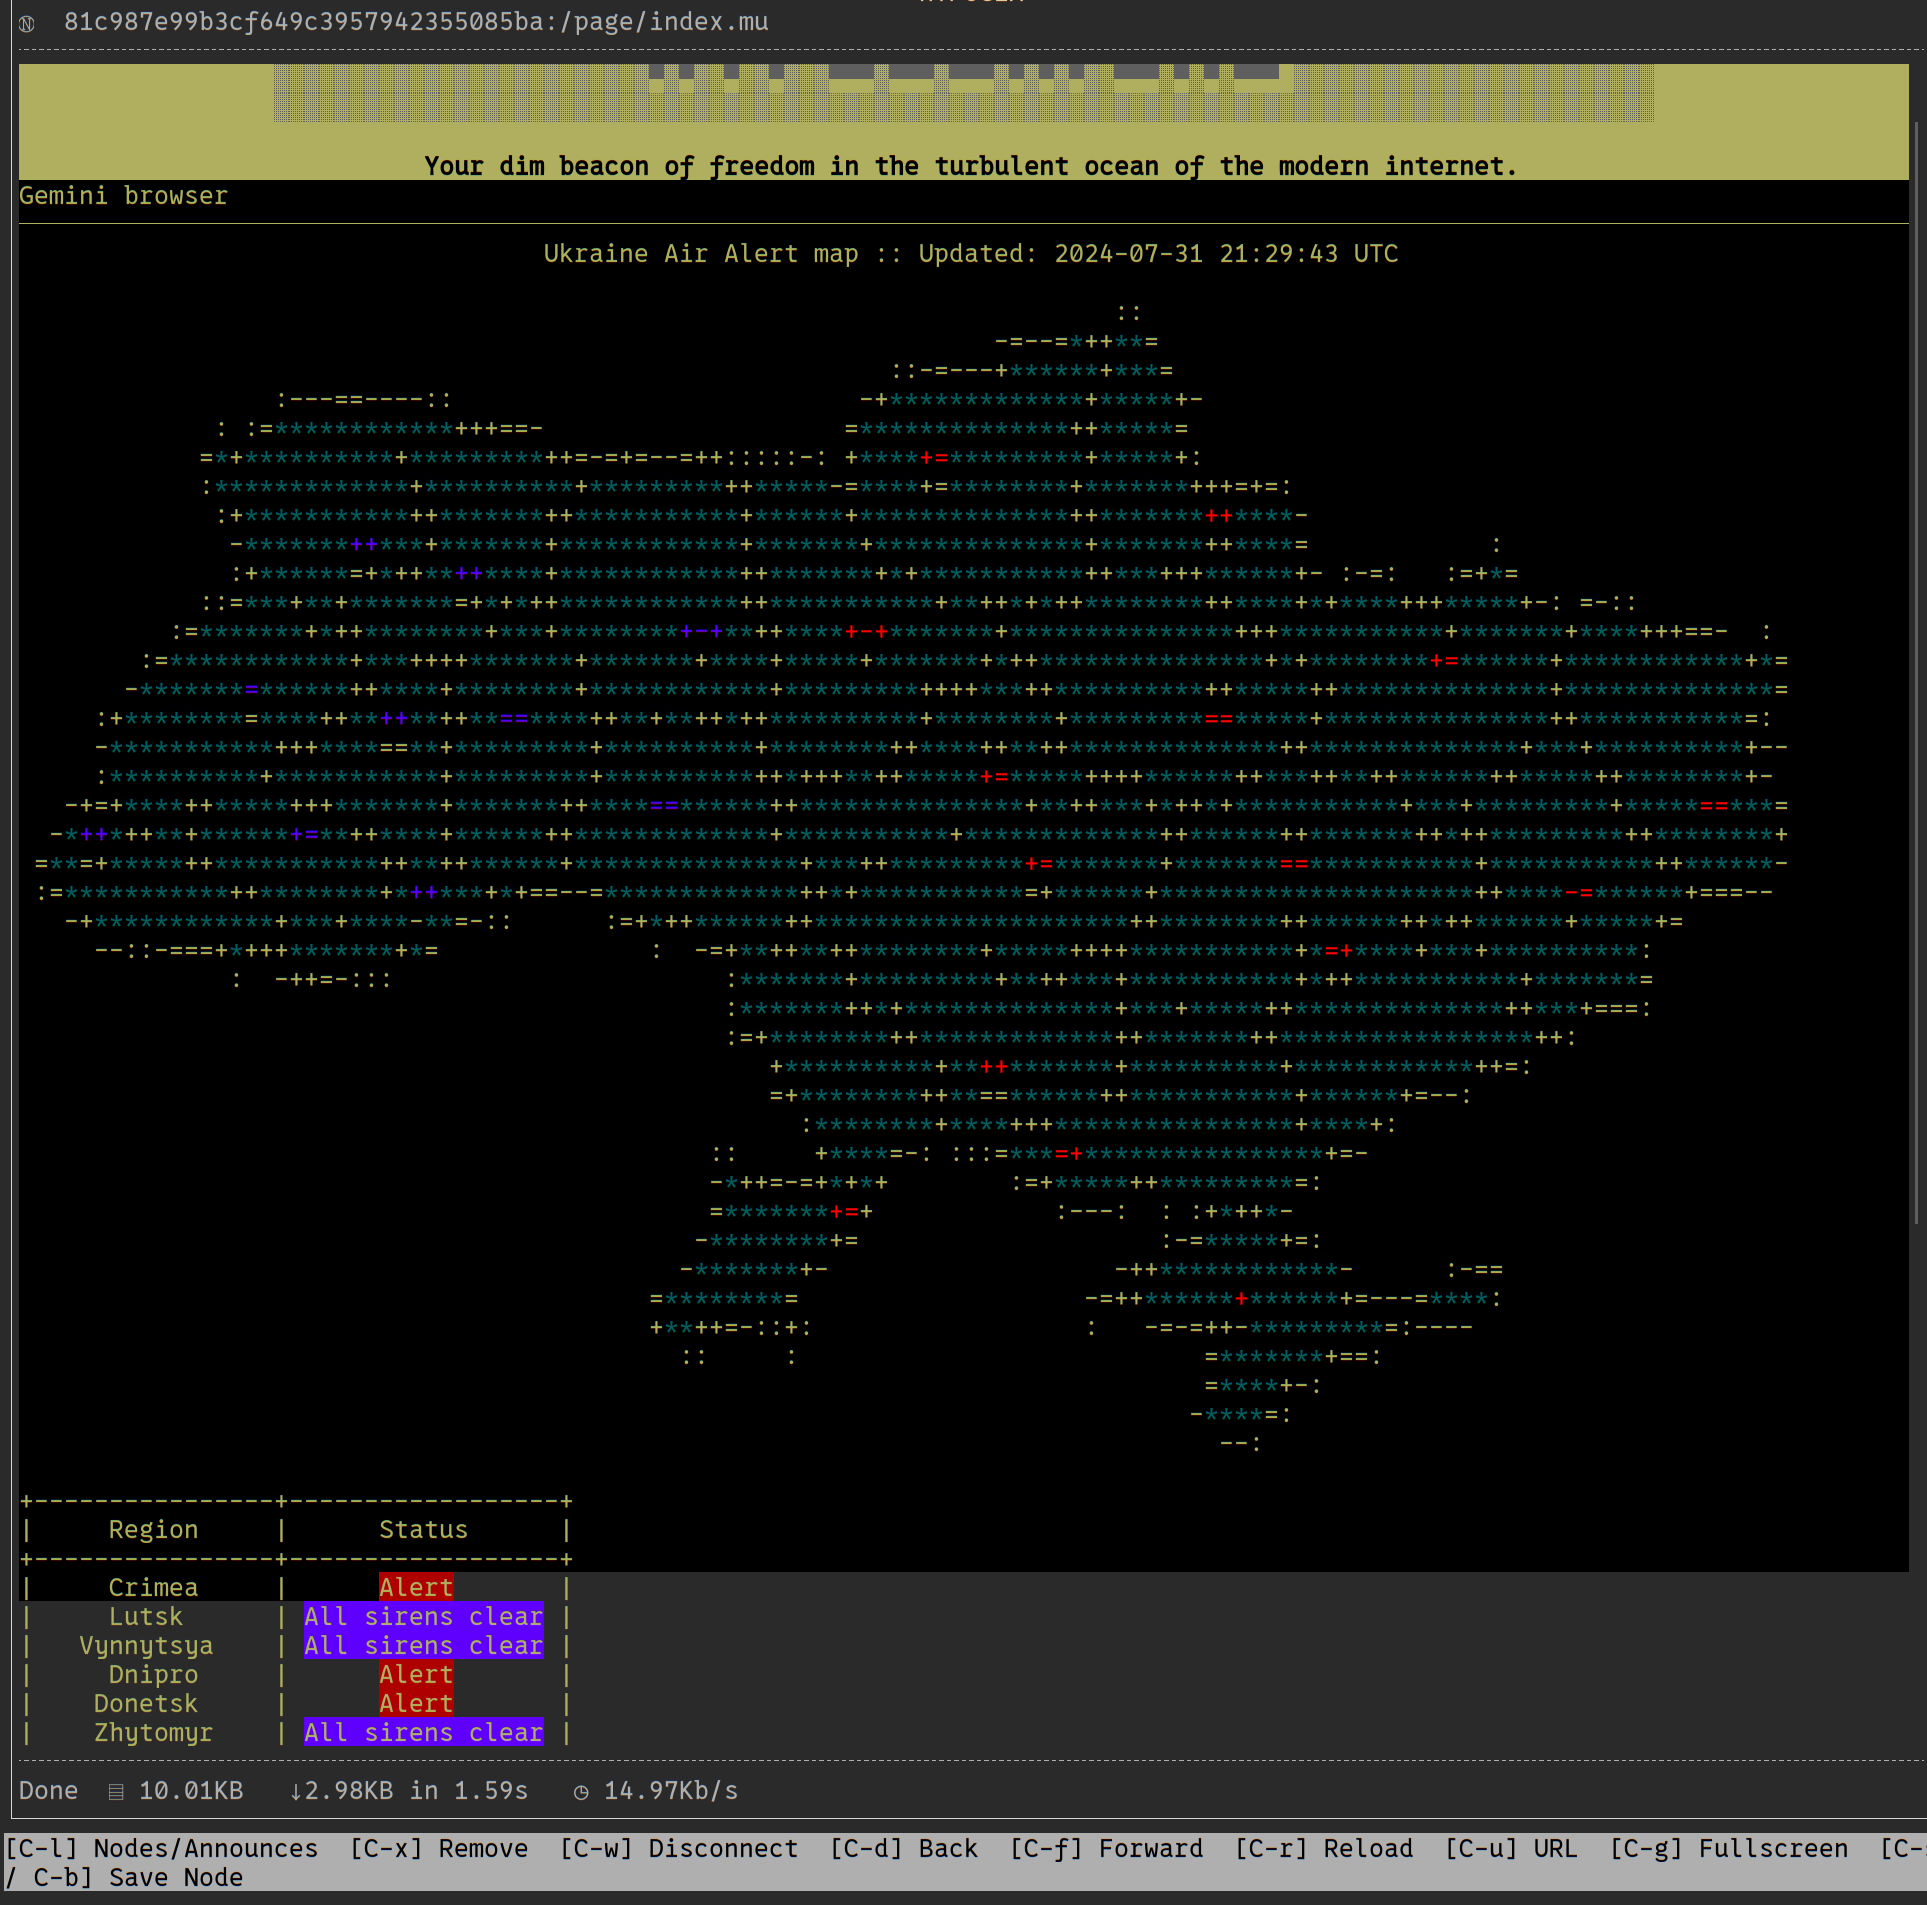 81c987e99b3cf649c3957942355085ba:/page/index.mu
Your dim beacon of freedom in the turbulent ocean of the modern internet.
Gemini browser
Ukraine Air Alert map :: Updated: 2024-07-31 21:29:43 UTC
| Region | Status |
| Crimea | Alert |
| Lutsk | All sirens clear |
| Vynnytsya | All sirens clear |
| Dnipro | Alert |
| Donetsk | Alert |
| Zhytomyr | All sirens clear |
Done 10.01KB ↓2.98KB in 1.59s 14.97Kb/s
[C-l] Nodes/Announces [C-x] Remove [C-w] Disconnect [C-d] Back [C-f] Forward [C-r] Reload [C-u] URL [C-g] Fullscreen [C-
/ C-b] Save Node